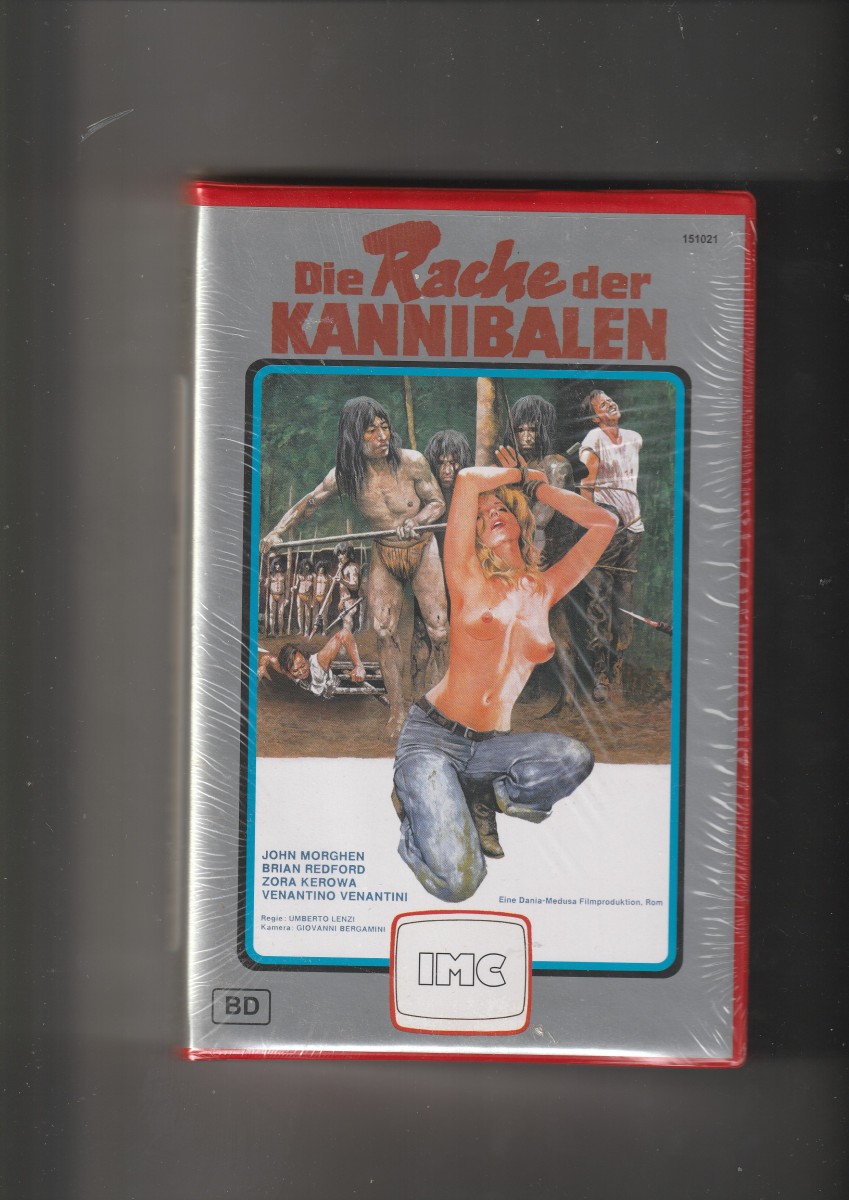 151021
Die Rache der
KANNIBALEN
JOHN MORGHEN
BRIAN REDFORD
ZORA KEROWA
VENANTINO VENANTINI
Eine Dania-Medusa Filmproduktion, Rom
Regie: UMBERTO LENZI
Kamera: GIOVANNI BERGAMINI
IMC
BD